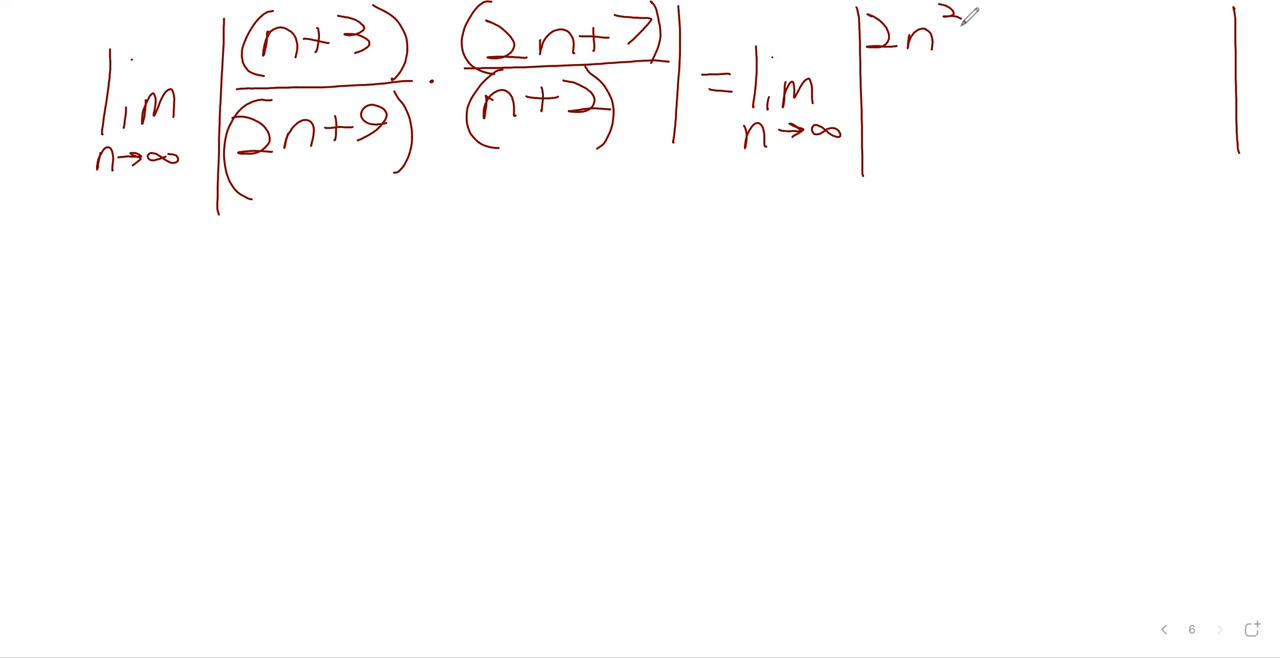 lim n→∞ | (n+3)/(2n+9) · (2n+7)/(n+2) | = lim n→∞ | 2n² |
6